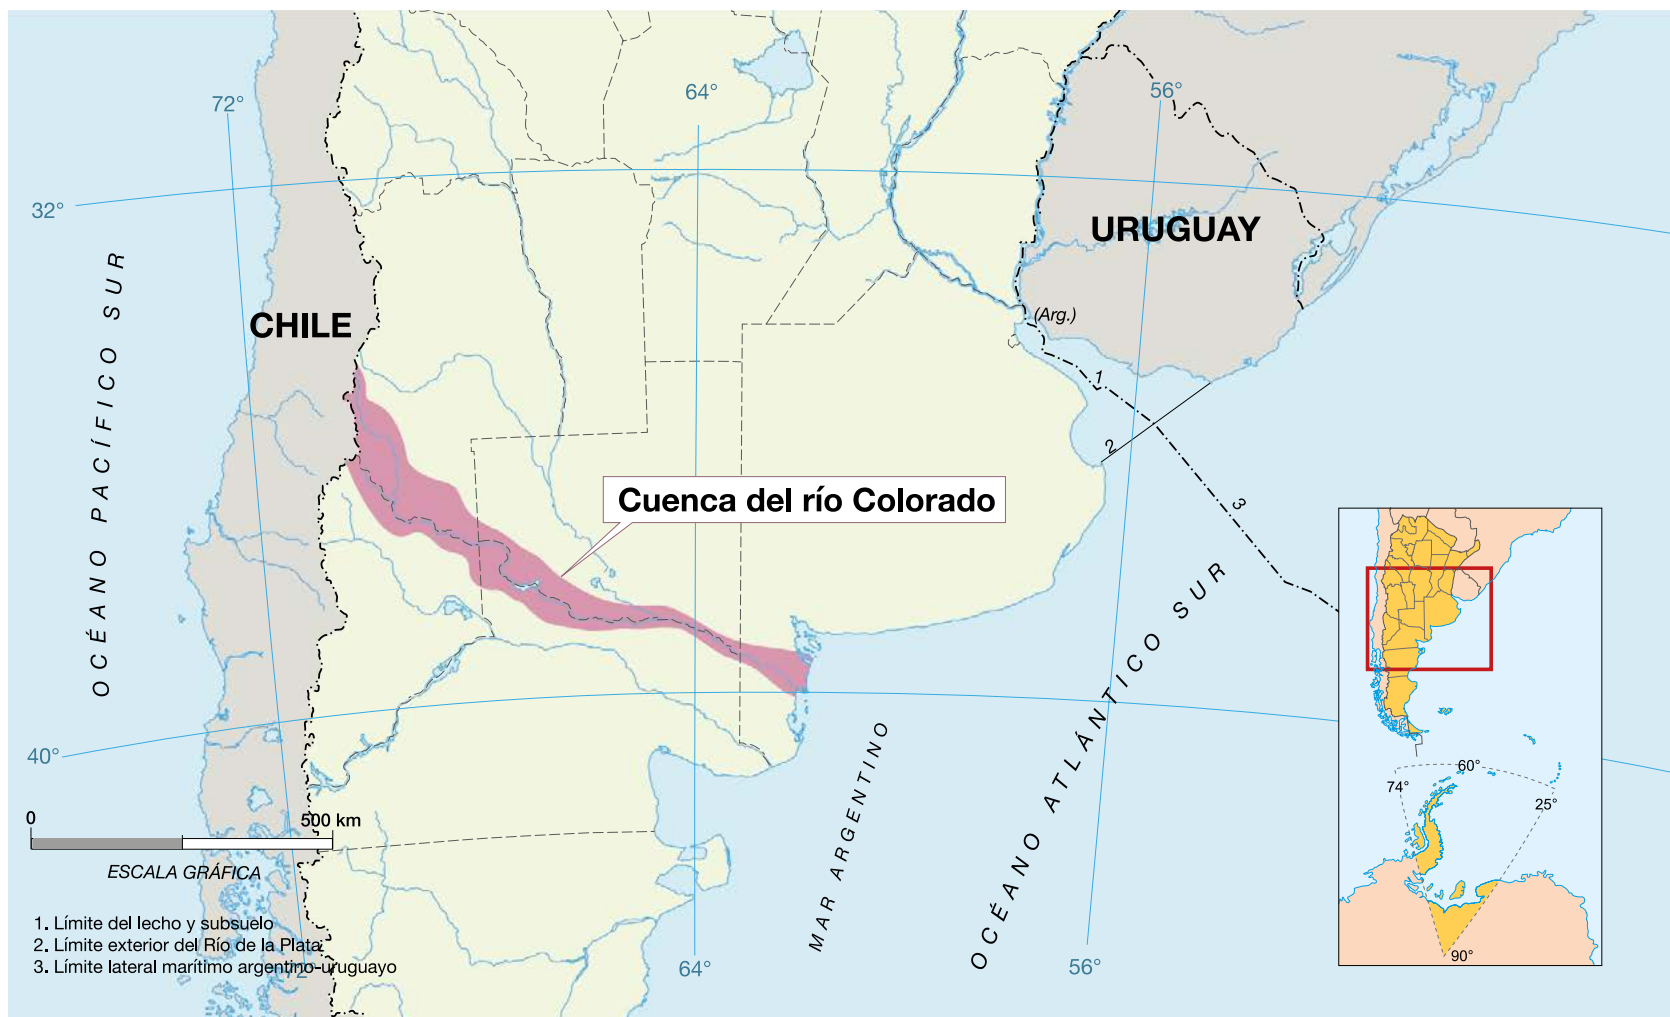 72°
64°
56°
32°
URUGUAY
OCÉANO PACÍFICO SUR
CHILE
(Arg.)
1
2
3
Cuenca del río Colorado
OCÉANO ATLÁNTICO SUR
MAR ARGENTINO
40°
0
500 km
ESCALA GRÁFICA
1. Límite del lecho y subsuelo
2. Límite exterior del Río de la Plata
3. Límite lateral marítimo argentino-uruguayo
72°
64°
56°
60°
74°
25°
90°